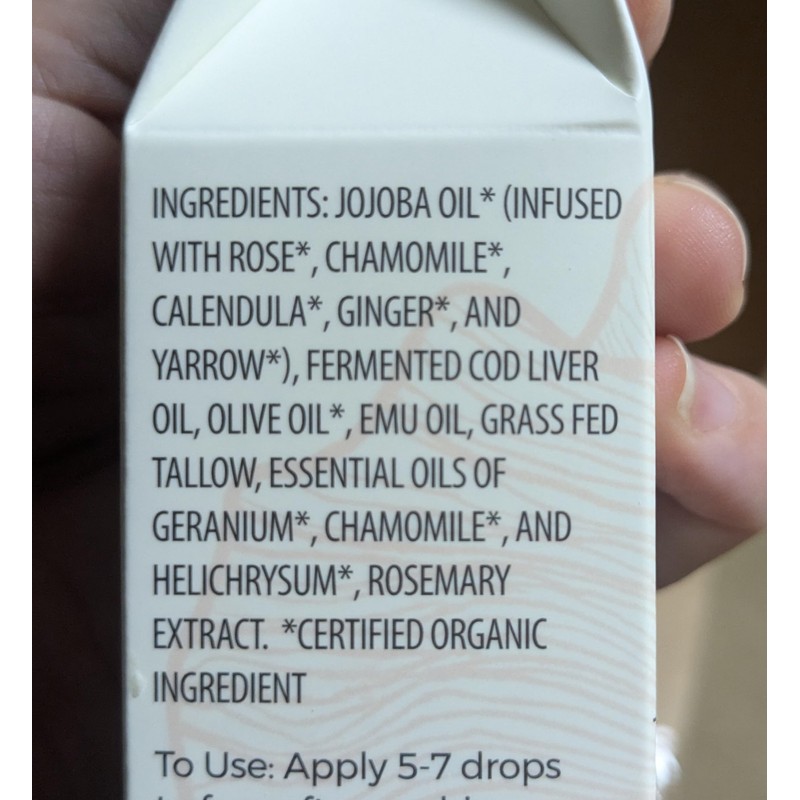 INGREDIENTS: JOJOBA OIL* (INFUSED
WITH ROSE*, CHAMOMILE*,
CALENDULA*, GINGER*, AND
YARROW*), FERMENTED COD LIVER
OIL, OLIVE OIL*, EMU OIL, GRASS FED
TALLOW, ESSENTIAL OILS OF
GERANIUM*, CHAMOMILE*, AND
HELICHRYSUM*, ROSEMARY
EXTRACT. *CERTIFIED ORGANIC
INGREDIENT
To Use: Apply 5-7 drops